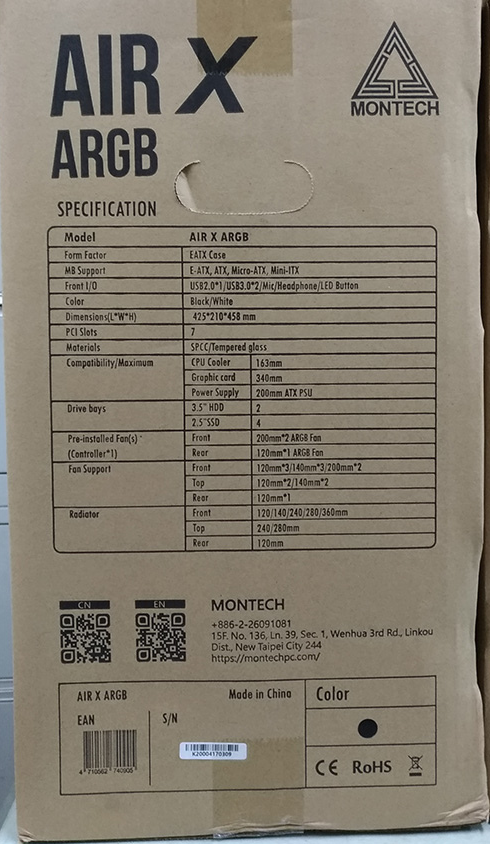 AIR X
ARGB
MONTECH
SPECIFICATION
Model AIR X ARGB
Form Factor EATX Case
MB Support E-ATX, ATX, Micro-ATX, Mini-ITX
Front I/O USB2.0*1/USB3.0*2/Mic/Headphone/LED Button
Color Black/White
Dimensions(L*W*H) 425*210*458 mm
PCI Slots 7
Materials SPCC/Tempered glass
Compatibility/Maximum CPU Cooler 163mm
Graphic card 340mm
Power Supply 200mm ATX PSU
Drive bays 3.5" HDD 2
2.5"SSD 4
Pre-installed Fan(s) Front 200mm*2 ARGB Fan
(Controller*1) Rear 120mm*1 ARGB Fan
Fan Support Front 120mm*3/140mm*3/200mm*2
Top 120mm*2/140mm*2
Rear 120mm*1
Radiator Front 120/140/240/280/360mm
Top 240/280mm
Rear 120mm
CN EN
MONTECH
+886-2-26091081
15F. No. 136, Ln. 39, Sec. 1, Wenhua 3rd Rd., Linkou
Dist., New Taipei City 244
https://montechpc.com/
AIR X ARGB Made in China Color
EAN S/N
K20004170309
4 710562 740905
CE RoHS